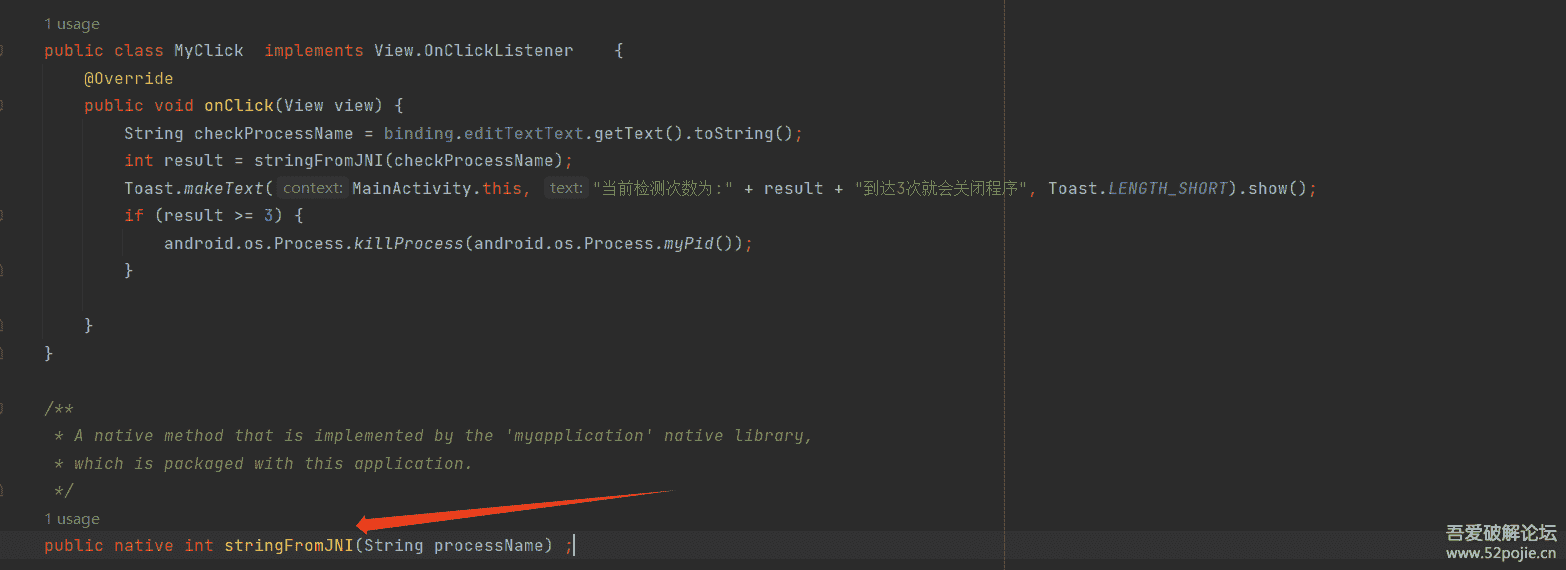 1 usage
public class MyClick  implements View.OnClickListener    {
@Override
public void onClick(View view) {
String checkProcessName = binding.editTextText.getText().toString();
int result = stringFromJNI(checkProcessName);
Toast.makeText( context: MainActivity.this,  text: "当前检测次数为:" + result + "到达3次就会关闭程序", Toast.LENGTH_SHORT).show();
if (result >= 3) {
android.os.Process.killProcess(android.os.Process.myPid());
}
}
}
/**
* A native method that is implemented by the 'myapplication' native library,
* which is packaged with this application.
*/
1 usage
public native int stringFromJNI(String processName) ;
吾爱破解论坛
www.52pojie.cn